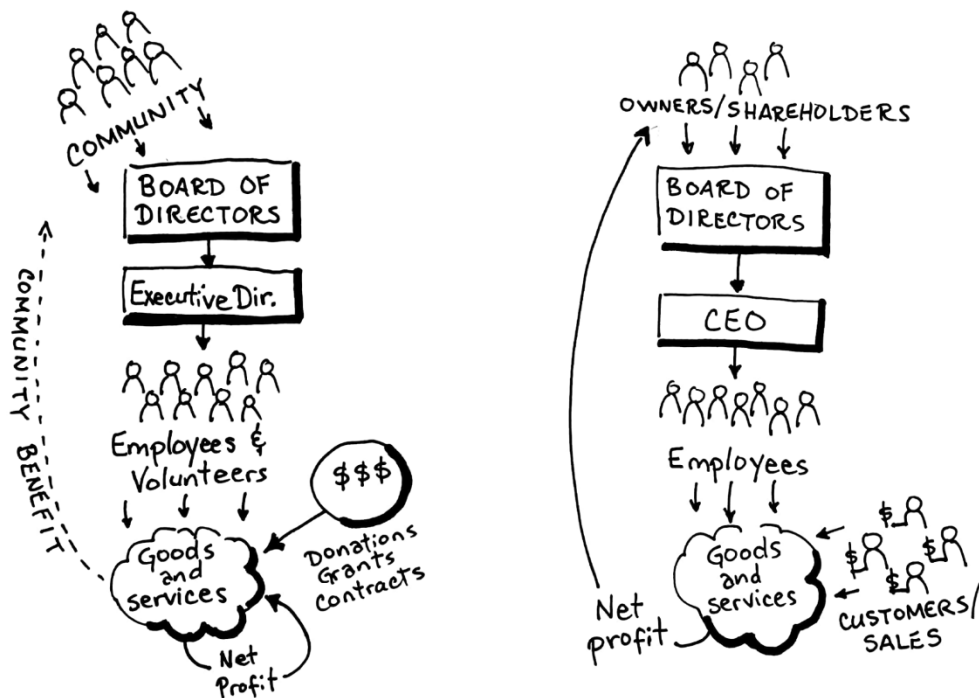 COMMUNITY
BOARD OF
DIRECTORS
Executive Dir.
Employees &
Volunteers
$$$
Donations
Grants
Contracts
Goods
and
services
Net
Profit
COMMUNITY BENEFIT
OWNERS/SHAREHOLDERS
BOARD OF
DIRECTORS
CEO
Employees
Goods
and
services
$
$
$
$
CUSTOMERS/
SALES
Net
profit